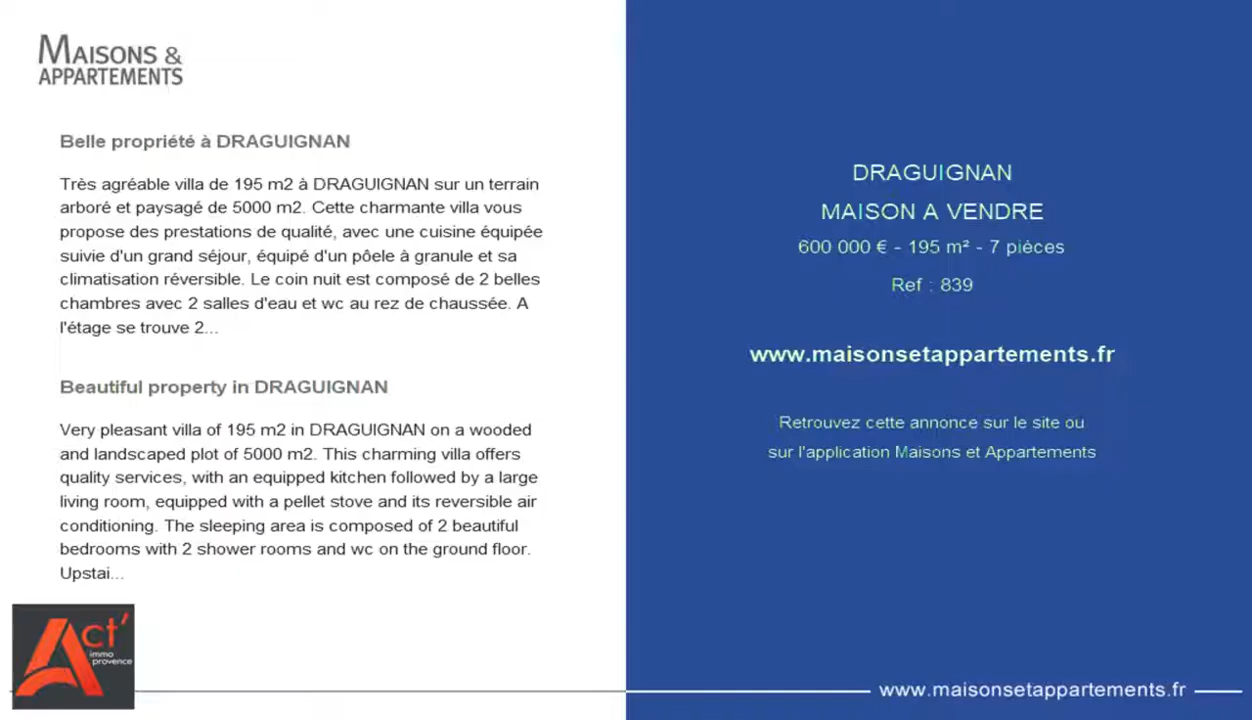 MAISONS &
APPARTEMENTS
Belle propriété à DRAGUIGNAN
Très agréable villa de 195 m2 à DRAGUIGNAN sur un terrain
arboré et paysagé de 5000 m2. Cette charmante villa vous
propose des prestations de qualité, avec une cuisine équipée
suivie d'un grand séjour, équipé d'un pôele à granule et sa
climatisation réversible. Le coin nuit est composé de 2 belles
chambres avec 2 salles d'eau et wc au rez de chaussée. A
l'étage se trouve 2...
Beautiful property in DRAGUIGNAN
Very pleasant villa of 195 m2 in DRAGUIGNAN on a wooded
and landscaped plot of 5000 m2. This charming villa offers
quality services, with an equipped kitchen followed by a large
living room, equipped with a pellet stove and its reversible air
conditioning. The sleeping area is composed of 2 beautiful
bedrooms with 2 shower rooms and wc on the ground floor.
Upstai...
Act'
immo
provence
DRAGUIGNAN
MAISON A VENDRE
600 000 € - 195 m² - 7 pièces
Ref : 839
www.maisonsetappartements.fr
Retrouvez cette annonce sur le site ou
sur l'application Maisons et Appartements
www.maisonsetappartements.fr